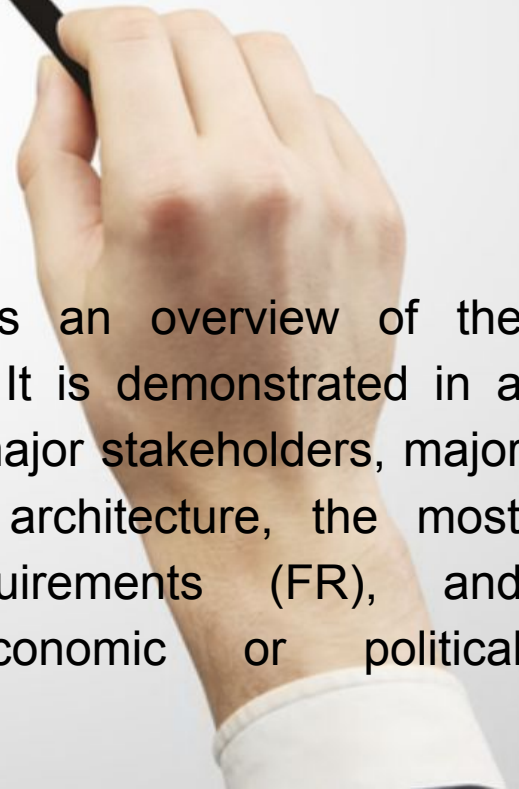 s an overview of the
It is demonstrated in a
ajor stakeholders, major
architecture, the most
uirements (FR), and
conomic or political